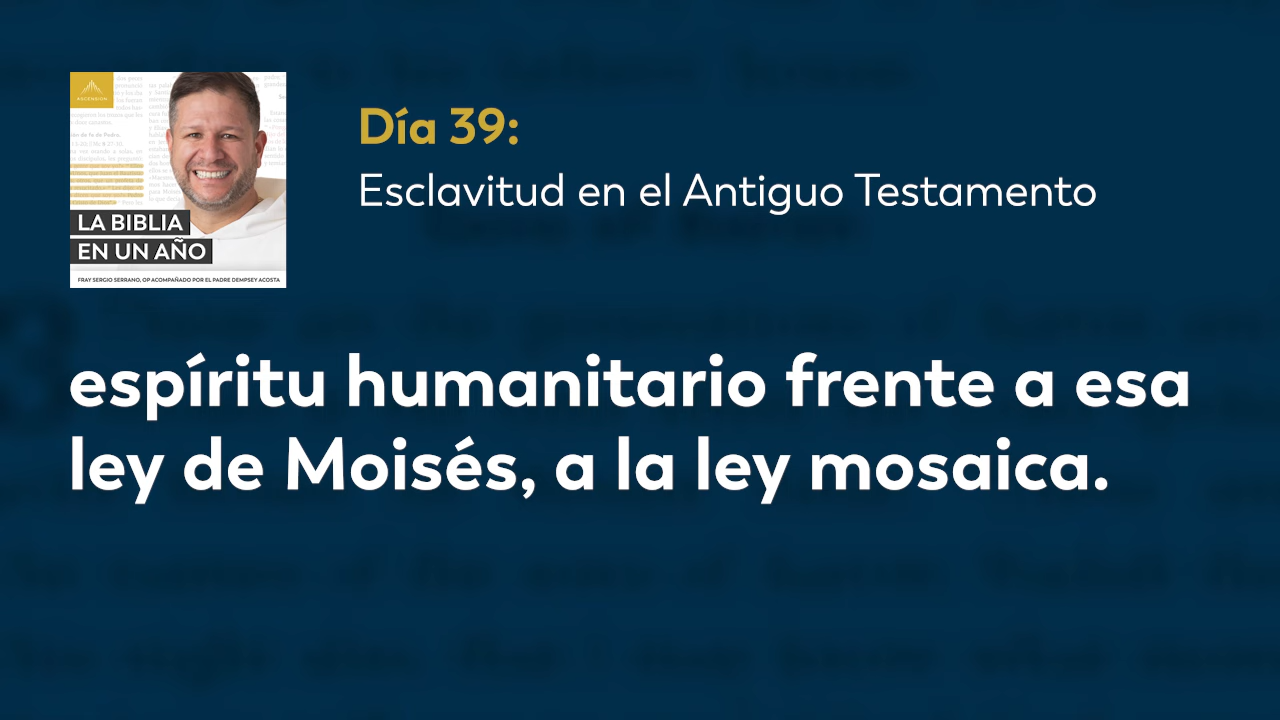 ASCENSION
LA BIBLIA
EN UN AÑO
FRAY SERGIO SERRANO, OP ACOMPAÑADO POR EL PADRE DEMPSEY ACOSTA
Día 39:
Esclavitud en el Antiguo Testamento
espíritu humanitario frente a esa
ley de Moisés, a la ley mosaica.